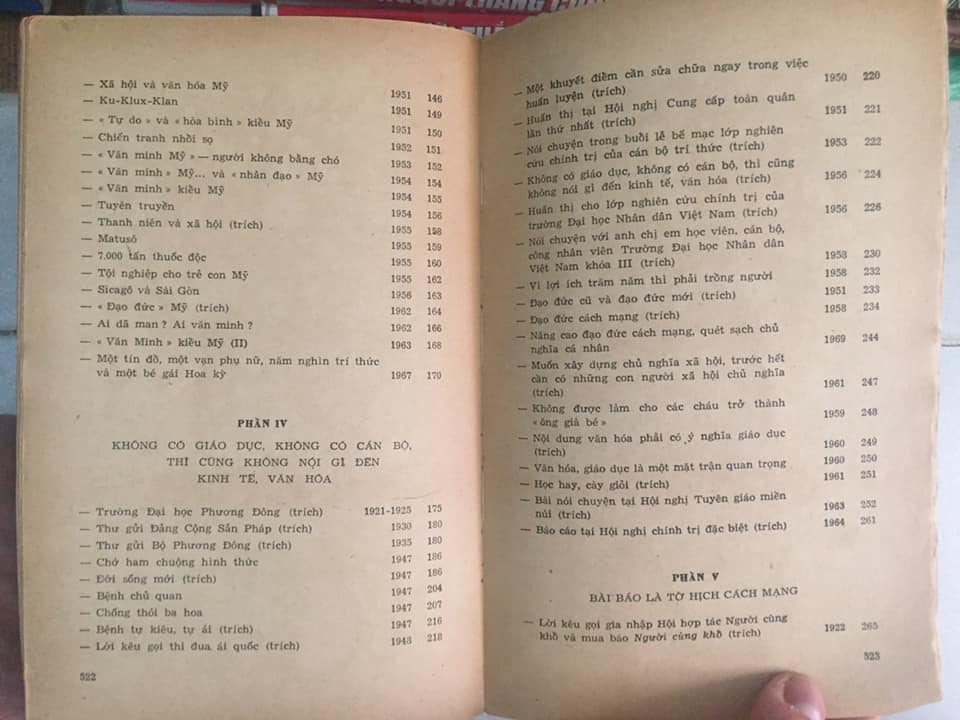 — Xã hội và văn hóa Mỹ 1951 146
— Ku-Klux-Klan 1951 149
— « Tự do » và « hòa bình » kiểu Mỹ 1951 150
— Chiến tranh nhồi sọ 1952 151
— « Văn minh Mỹ » — người không bằng chó 1953 152
— « Văn minh » Mỹ... và « nhân đạo » Mỹ 1954 154
— « Văn minh » kiểu Mỹ 1954 155
— Tuyên truyền 1954 156
— Thanh niên và xã hội (trích) 1955 158
— Matusô 1955 159
— 7.000 tấn thuốc độc 1955 160
— Tội nghiệp cho trẻ con Mỹ 1955 162
— Sicagô và Sài Gòn 1956 163
— « Đạo đức » Mỹ (trích) 1962 164
— Ai dã man ? Ai văn minh ? 1962 166
— « Văn Minh » kiểu Mỹ (II) 1963 168
— Một tín đồ, một vạn phụ nữ, năm nghìn trí thức
và một bé gái Hoa kỳ 1967 170
PHẦN IV
KHÔNG CÓ GIÁO DỤC, KHÔNG CÓ CÁN BỘ,
THÌ CŨNG KHÔNG NỘI GÌ ĐẾN
KINH TẾ, VĂN HÓA
— Trường Đại học Phương Đông (trích) 1921-1925 175
— Thư gửi Đảng Cộng Sản Pháp (trích) 1930 180
— Thư gửi Bộ Phương Đông (trích) 1935 180
— Chớ ham chuộng hình thức 1947 186
— Đời sống mới (trích) 1947 186
— Bệnh chủ quan 1947 204
— Chống thói ba hoa 1947 207
— Bệnh tự kiêu, tự ái (trích) 1947 216
— Lời kêu gọi thi đua ái quốc (trích) 1948 218
522
— Một khuyết điểm cần sửa chữa ngay trong việc
huấn luyện (trích) 1950 220
— Huấn thị tại Hội nghị Cung cấp toàn quân
lần thứ nhất (trích) 1951 221
— Nói chuyện trong buổi lễ bế mạc lớp nghiên
cứu chính trị của cán bộ trí thức (trích) 1953 222
— Không có giáo dục, không có cán bộ, thì cũng
không nói gì đến kinh tế, văn hóa (trích) 1956 224
— Huấn thị cho lớp nghiên cứu chính trị của
trường Đại học Nhân dân Việt Nam (trích) 1956 226
— Nói chuyện với anh chị em học viên, cán bộ,
công nhân viên Trường Đại học Nhân dân
Việt Nam khóa III (trích) 1958 230
— Vì lợi ích trăm năm thì phải trồng người 1958 232
— Đạo đức cũ và đạo đức mới (trích) 1951 233
— Đạo đức cách mạng (trích) 1958 234
— Nâng cao đạo đức cách mạng, quét sạch chủ
nghĩa cá nhân 1969 244
— Muốn xây dựng chủ nghĩa xã hội, trước hết
cần có những con người xã hội chủ nghĩa
(trích) 1961 247
— Không được làm cho các cháu trở thành
«ông già bé» 1959 248
— Nội dung văn hóa phải có ý nghĩa giáo dục
(trích) 1960 249
— Văn hóa, giáo dục là một mặt trận quan trọng 1960 250
— Học hay, cày giỏi (trích) 1961 251
— Bài nói chuyện tại Hội nghị Tuyên giáo miền
núi (trích) 1963 252
— Báo cáo tại Hội nghị chính trị đặc biệt (trích) 1964 261
PHẦN V
BÀI BÁO LÀ TỜ HỊCH CÁCH MẠNG
— Lời kêu gọi gia nhập Hội hợp tác Người cùng
khổ và mua báo Người cùng khổ (trích) 1922 265
523